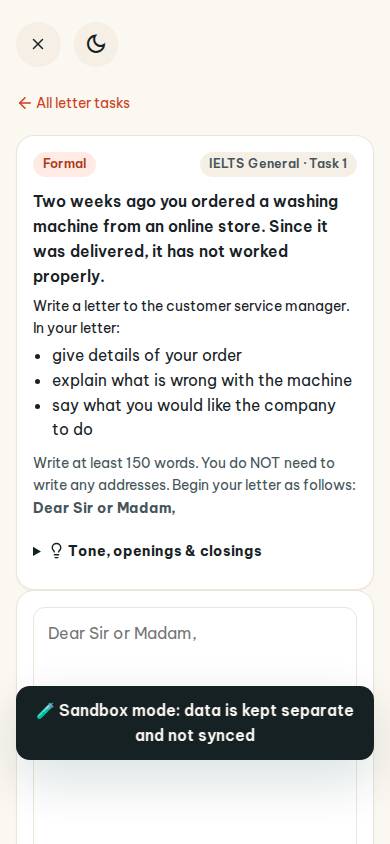 All letter tasks
Formal
IELTS General · Task 1
Two weeks ago you ordered a washing
machine from an online store. Since it
was delivered, it has not worked
properly.
Write a letter to the customer service manager.
In your letter:
give details of your order
explain what is wrong with the machine
say what you would like the company
to do
Write at least 150 words. You do NOT need to
write any addresses. Begin your letter as follows:
Dear Sir or Madam,
Tone, openings & closings
Dear Sir or Madam,
Sandbox mode: data is kept separate
and not synced